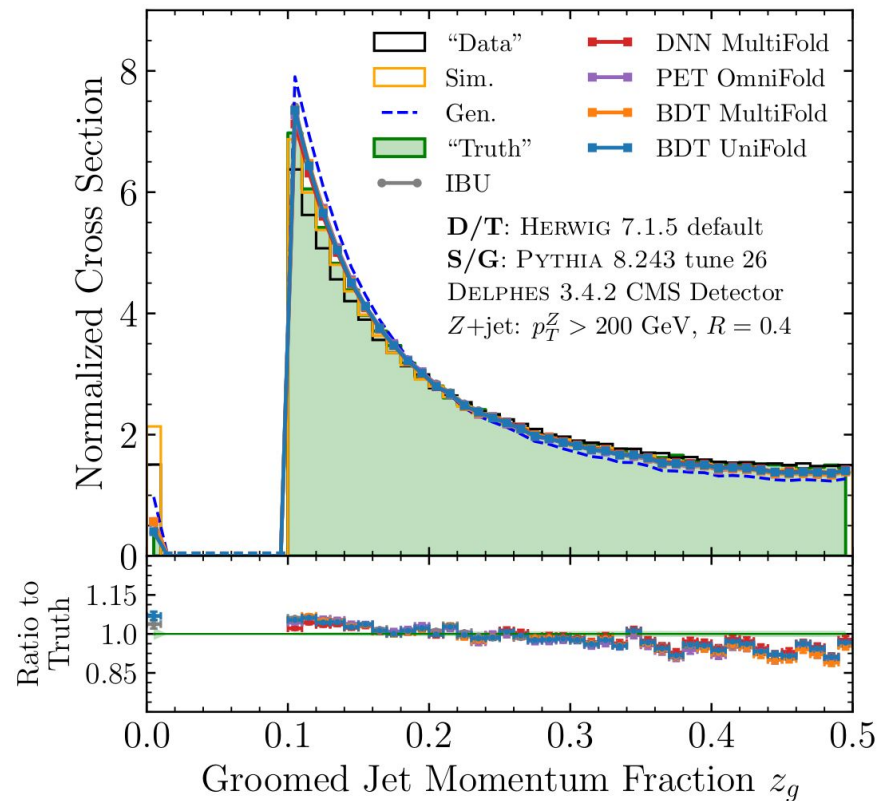 Normalized Cross Section
8
6
4
2
0
“Data”
Sim.
Gen.
“Truth”
IBU
DNN MultiFold
PET OmniFold
BDT MultiFold
BDT UniFold
D/T: HERWIG 7.1.5 default
S/G: PYTHIA 8.243 tune 26
DELPHES 3.4.2 CMS Detector
Z+jet: p_T^Z > 200 GeV, R = 0.4
Ratio to
Truth
1.15
1.0
0.85
0.0 0.1 0.2 0.3 0.4 0.5
Groomed Jet Momentum Fraction z_g